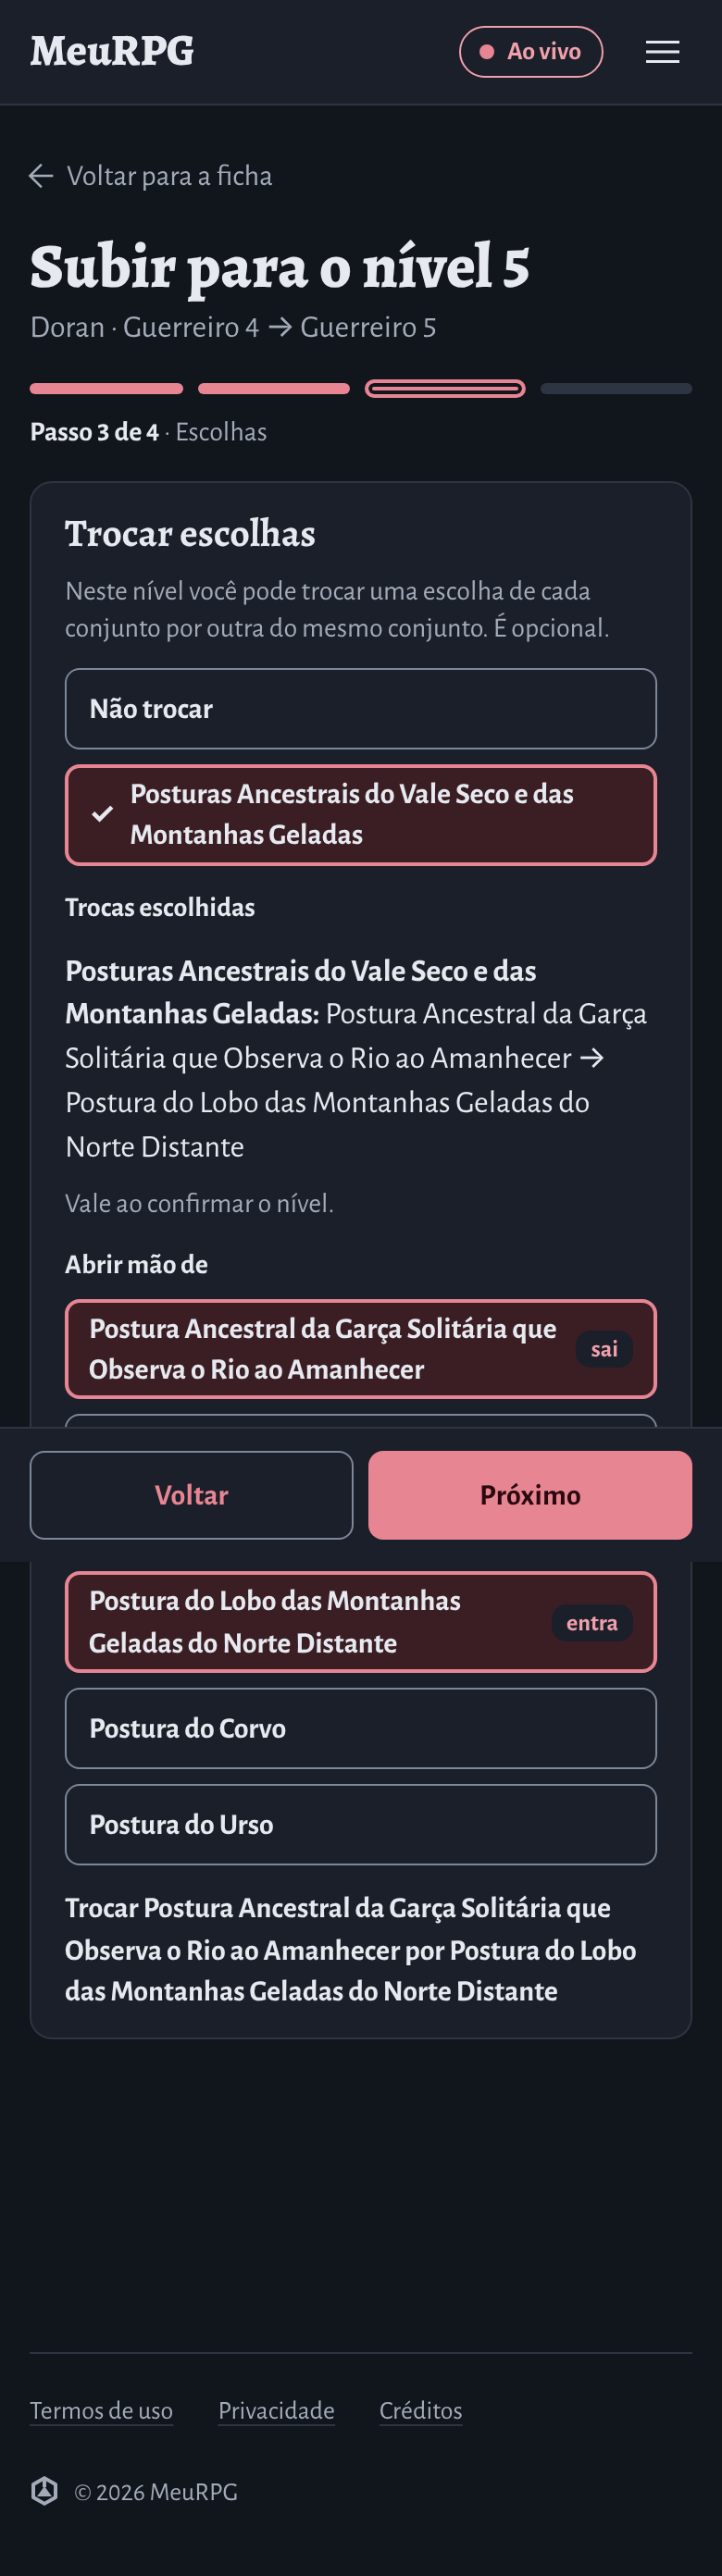 MeuRPG
Ao vivo
← Voltar para a ficha
Subir para o nível 5
Doran · Guerreiro 4 → Guerreiro 5
Passo 3 de 4 · Escolhas
Trocar escolhas
Neste nível você pode trocar uma escolha de cada
conjunto por outra do mesmo conjunto. É opcional.
Não trocar
✓ Posturas Ancestrais do Vale Seco e das
Montanhas Geladas
Trocas escolhidas
Posturas Ancestrais do Vale Seco e das
Montanhas Geladas: Postura Ancestral da Garça
Solitária que Observa o Rio ao Amanhecer →
Postura do Lobo das Montanhas Geladas do
Norte Distante
Vale ao confirmar o nível.
Abrir mão de
Postura Ancestral da Garça Solitária que
Observa o Rio ao Amanhecer
sai
Voltar
Próximo
Postura do Lobo das Montanhas
Geladas do Norte Distante
entra
Postura do Corvo
Postura do Urso
Trocar Postura Ancestral da Garça Solitária que
Observa o Rio ao Amanhecer por Postura do Lobo
das Montanhas Geladas do Norte Distante
Termos de uso
Privacidade
Créditos
© 2026 MeuRPG